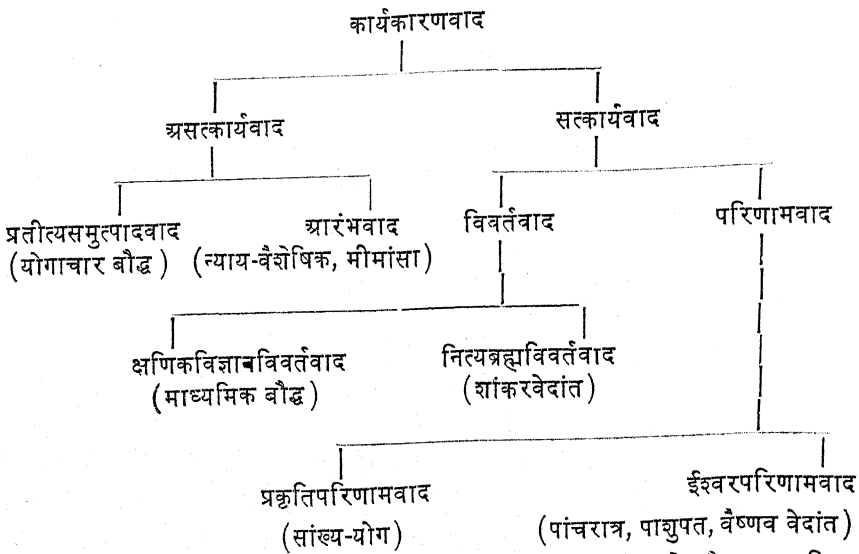 कार्यकारणवाद
असत्कार्यवाद सत्कार्यवाद
प्रतीत्यसमुत्पादवाद आरंभवाद विवर्तवाद परिणामवाद
(योगाचार बौद्ध) (न्याय-वैशेषिक, मीमांसा)
क्षणिकविज्ञानविवर्तवाद नित्यब्रह्मविवर्तवाद
(माध्यमिक बौद्ध) (शांकरवेदांत)
प्रकृतिपरिणामवाद ईश्वरपरिणामवाद
(सांख्य-योग) (पांचरात्र, पाशुपत, वैष्णव वेदांत)